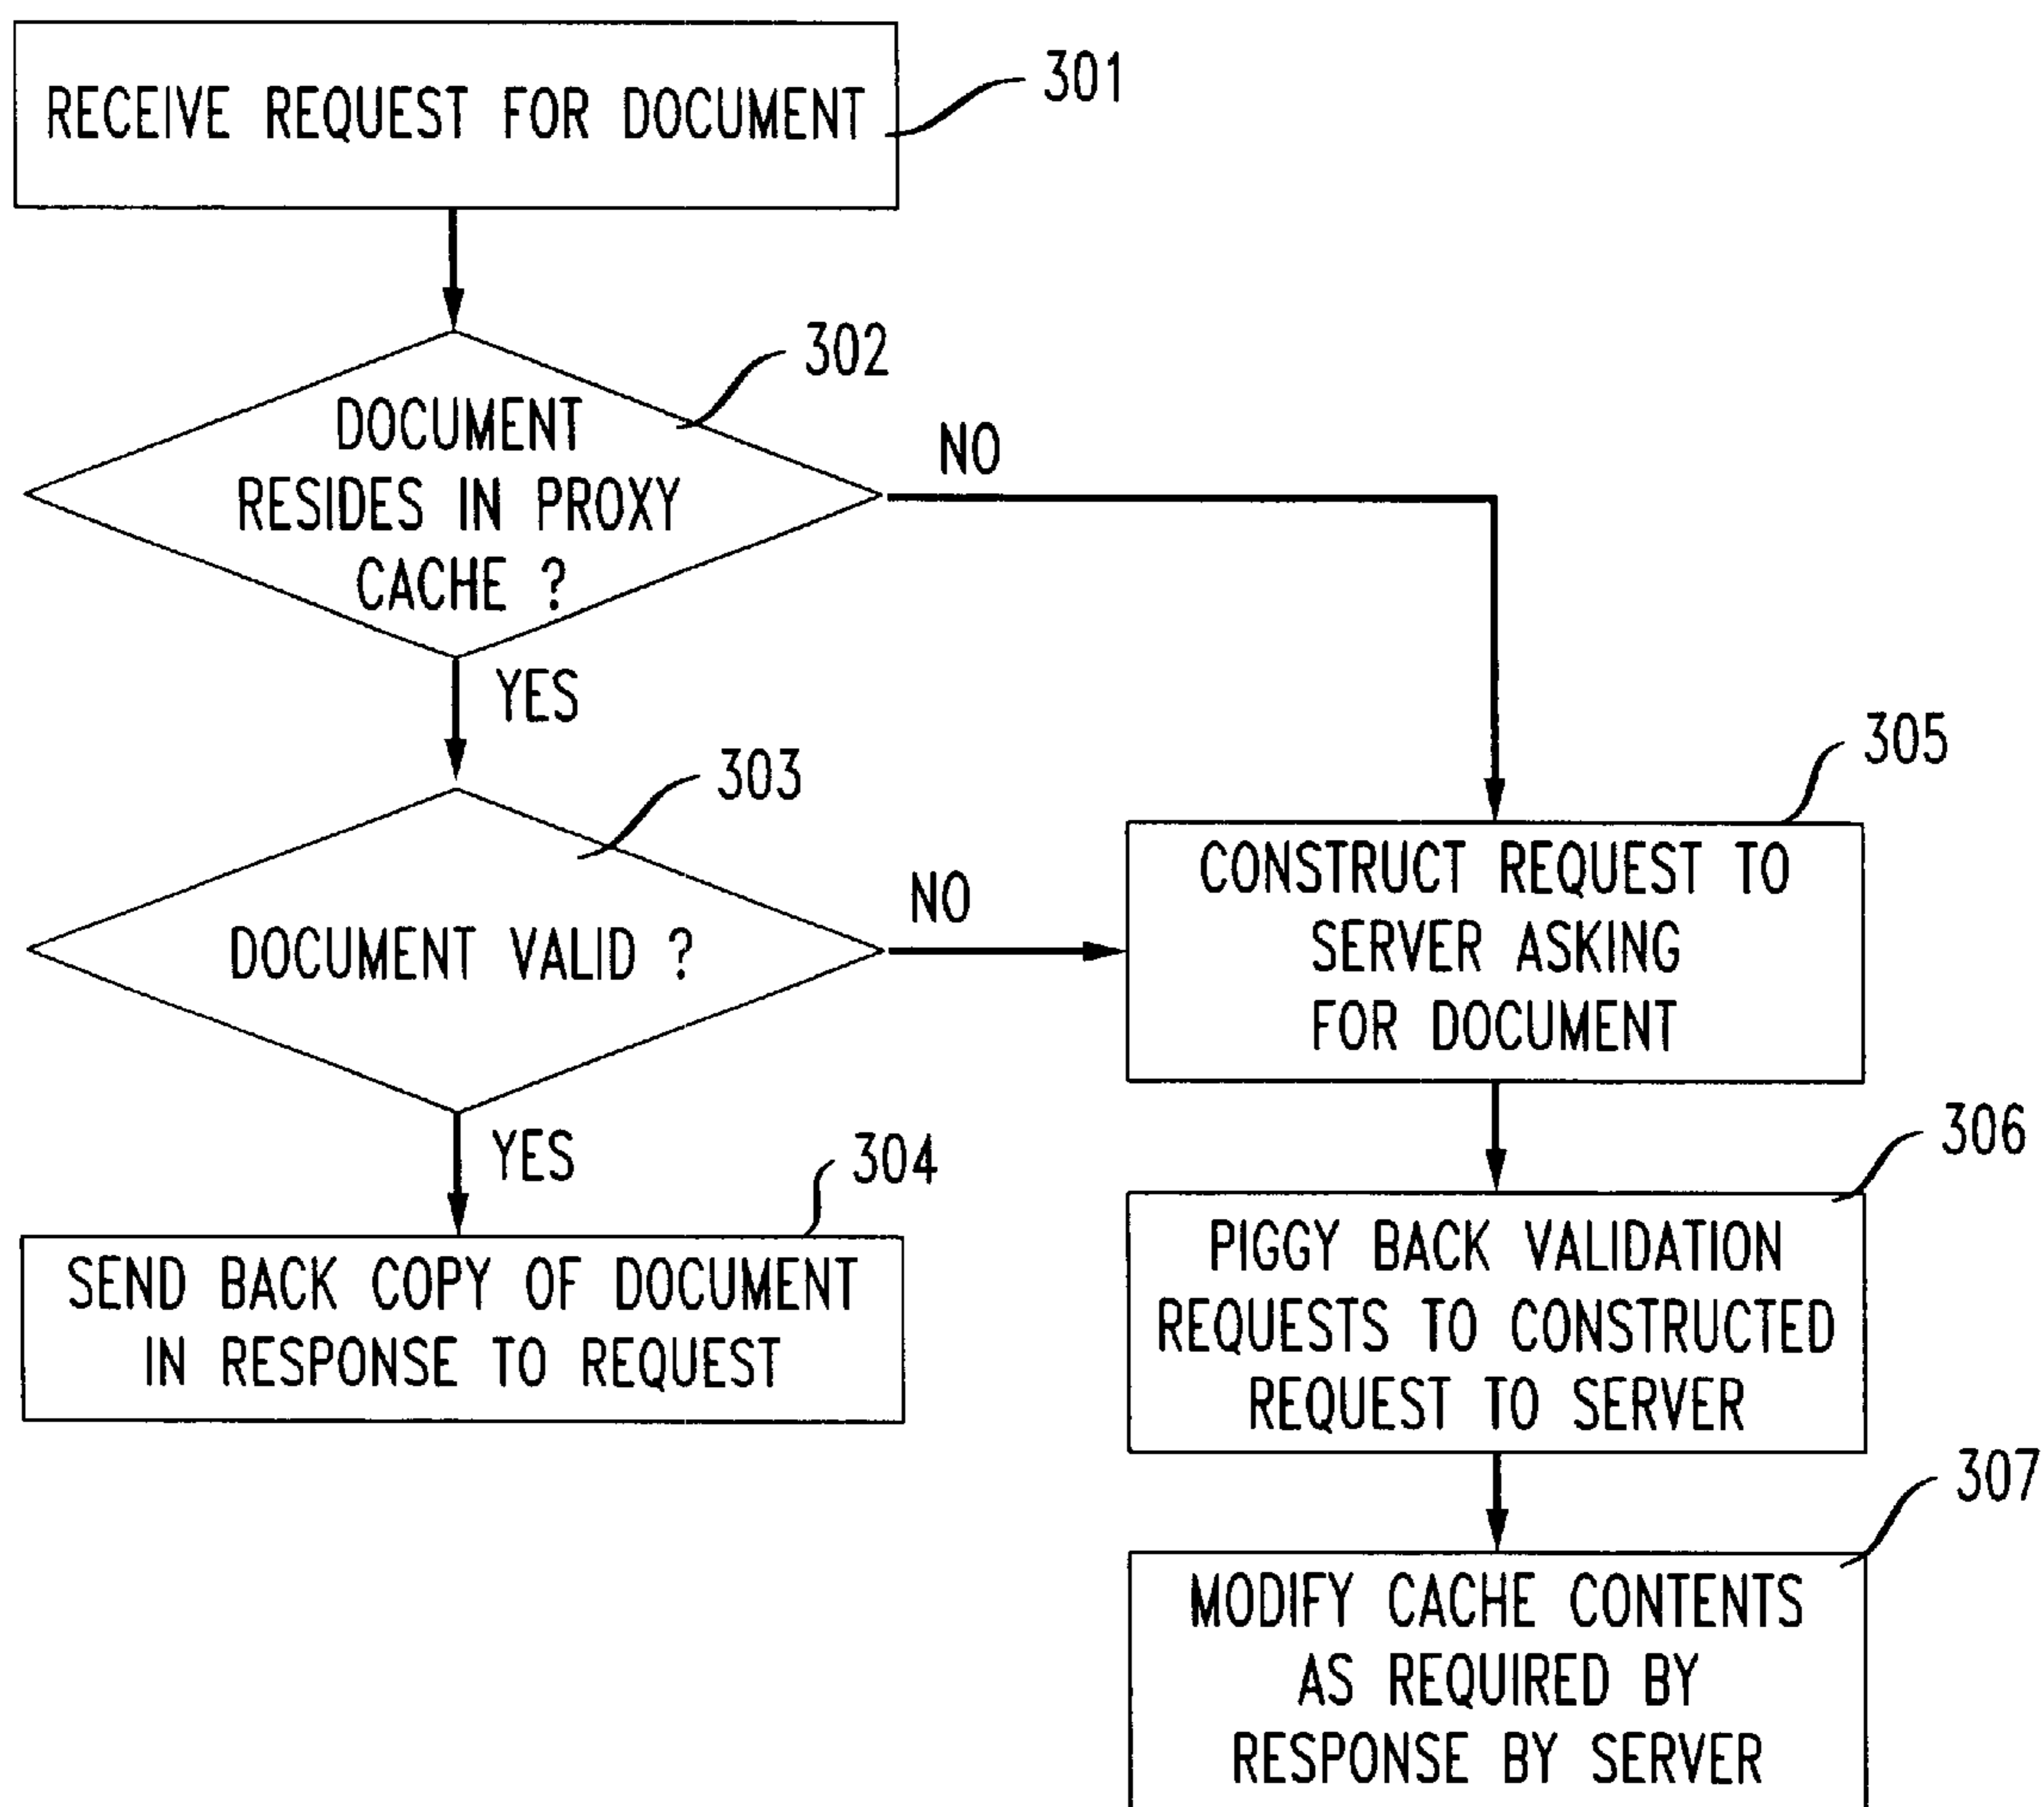 RECEIVE REQUEST FOR DOCUMENT
301
302
DOCUMENT
RESIDES IN PROXY
CACHE ?
NO
YES
303
DOCUMENT VALID ?
NO
YES
304
SEND BACK COPY OF DOCUMENT
IN RESPONSE TO REQUEST
305
CONSTRUCT REQUEST TO
SERVER ASKING
FOR DOCUMENT
306
PIGGY BACK VALIDATION
REQUESTS TO CONSTRUCTED
REQUEST TO SERVER
307
MODIFY CACHE CONTENTS
AS REQUIRED BY
RESPONSE BY SERVER